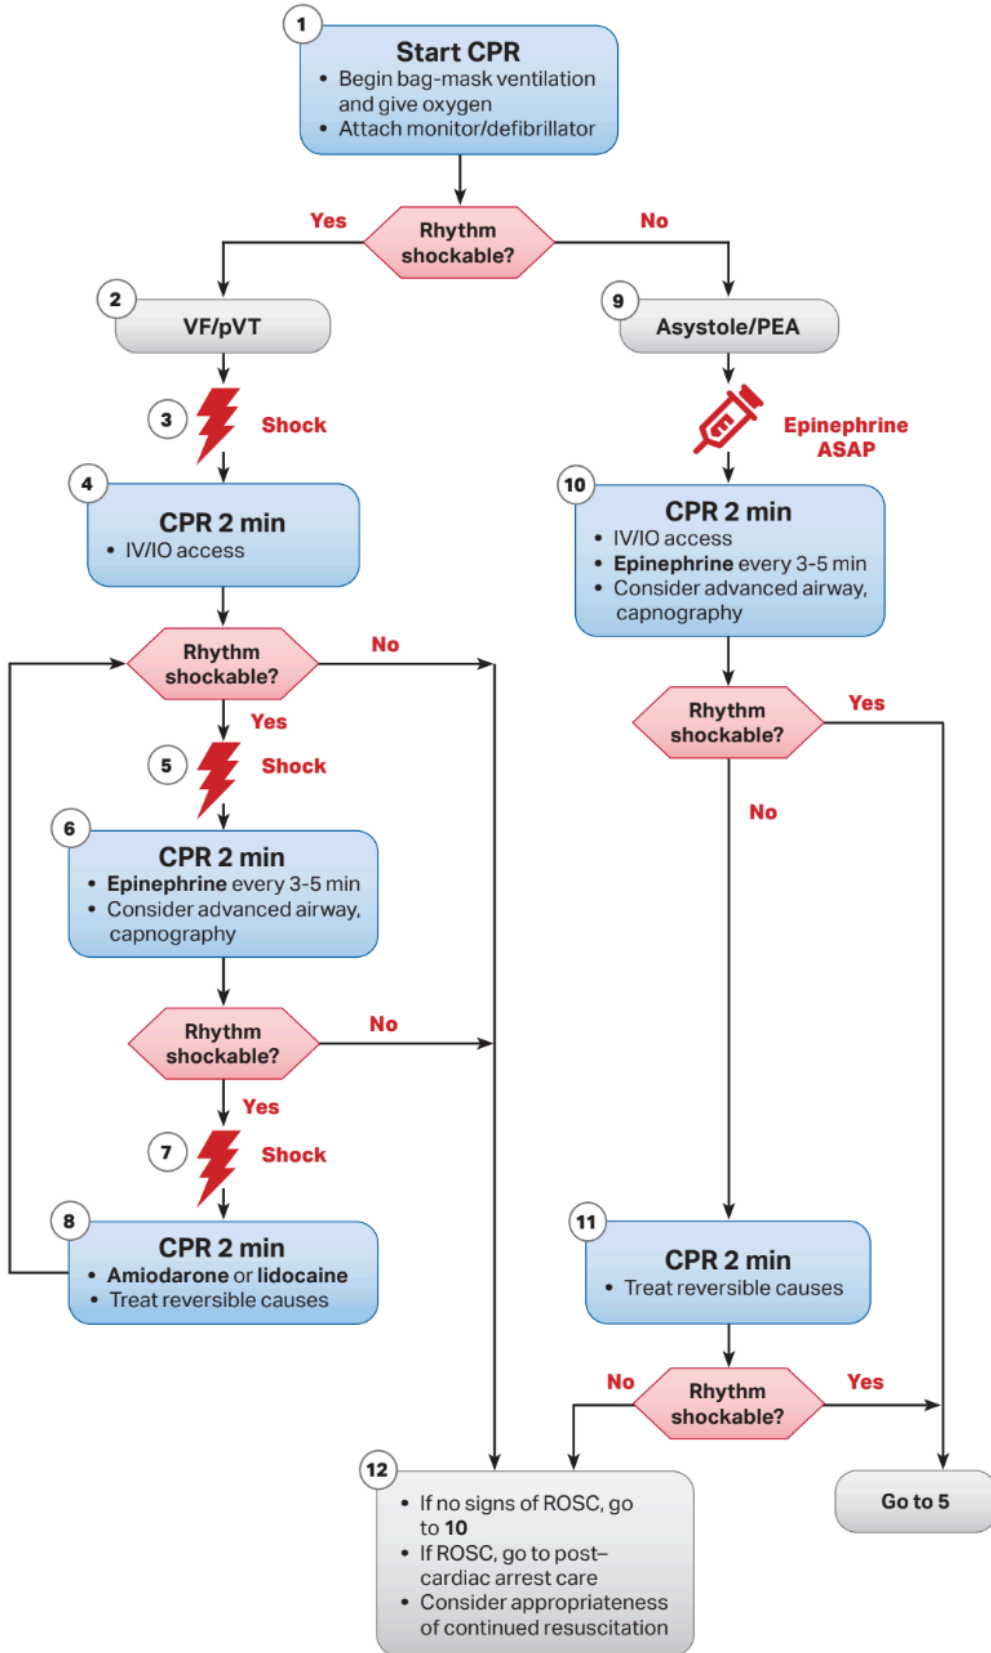 1
Start CPR
• Begin bag-mask ventilation
and give oxygen
• Attach monitor/defibrillator
Rhythm
shockable?
Yes
No
2
VF/pVT
3
Shock
4
CPR 2 min
• IV/IO access
Rhythm
shockable?
No
Yes
5
Shock
6
CPR 2 min
• Epinephrine every 3-5 min
• Consider advanced airway,
capnography
Rhythm
shockable?
No
Yes
7
Shock
8
CPR 2 min
• Amiodarone or lidocaine
• Treat reversible causes
9
Asystole/PEA
Epinephrine
ASAP
10
CPR 2 min
• IV/IO access
• Epinephrine every 3-5 min
• Consider advanced airway,
capnography
Rhythm
shockable?
Yes
No
11
CPR 2 min
• Treat reversible causes
Rhythm
shockable?
No
Yes
12
• If no signs of ROSC, go
to 10
• If ROSC, go to post–
cardiac arrest care
• Consider appropriateness
of continued resuscitation
Go to 5